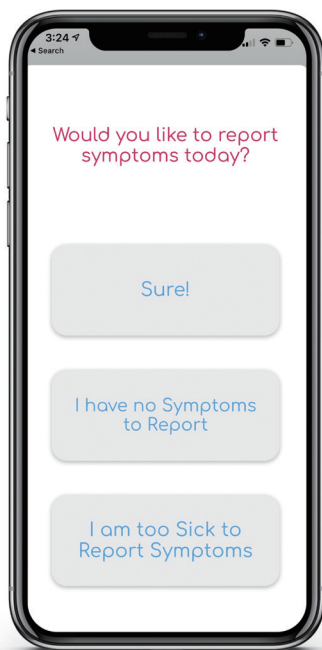 3:24
Search
Would you like to report
symptoms today?
Sure!
I have no Symptoms
to Report
I am too Sick to
Report Symptoms